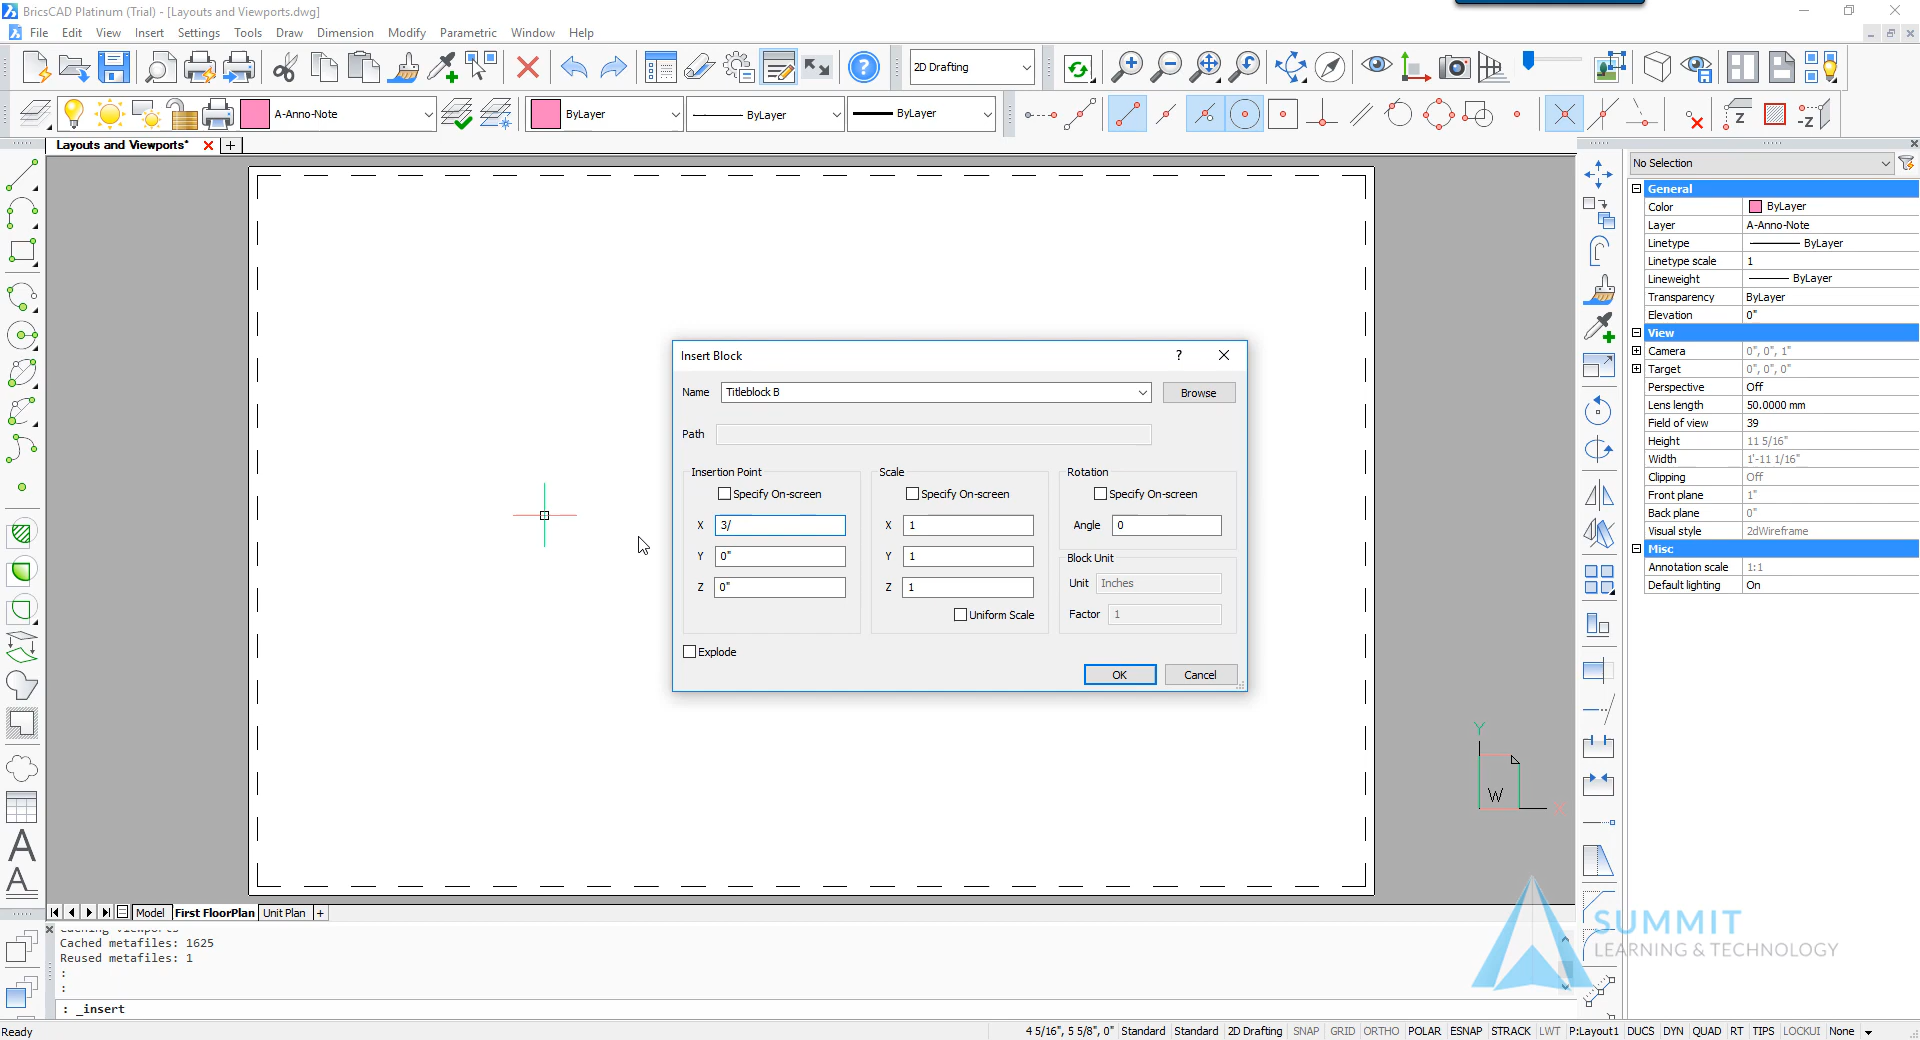 BricsCAD Platinum (Trial) - [Layouts and Viewports.dwg]
File Edit View Insert Settings Tools Draw Dimension Modify Parametric Window Help
2D Drafting
A-Anno-Note ByLayer ByLayer ByLayer
Layouts and Viewports*
No Selection
General
Color ByLayer
Layer A-Anno-Note
Linetype ByLayer
Linetype scale 1
Lineweight ByLayer
Transparency ByLayer
Elevation 0"
View
Camera 0", 0", 1"
Target 0", 0", 0"
Perspective Off
Lens length 50.0000 mm
Field of view 39
Height 11 5/16"
Width 1'-11 1/16"
Clipping Off
Front plane 1"
Back plane 0"
Visual style 2dWireframe
Misc
Annotation scale 1:1
Default lighting On
Insert Block
Name Titleblock B Browse
Path
Insertion Point Scale Rotation
Specify On-screen Specify On-screen Specify On-screen
X 3/ X 1 Angle 0
Y 0" Y 1 Block Unit
Z 0" Z 1 Unit Inches
Uniform Scale Factor 1
Explode
OK Cancel
Y
W
X
Model First FloorPlan Unit Plan +
Cached metafiles: 1625
Reused metafiles: 1
:
:
: _insert
SUMMIT
LEARNING & TECHNOLOGY
Ready 4 5/16", 5 5/8", 0" Standard Standard 2D Drafting SNAP GRID ORTHO POLAR ESNAP STRACK LWT P:Layout1 DUCS DYN QUAD RT TIPS LOCKUI None